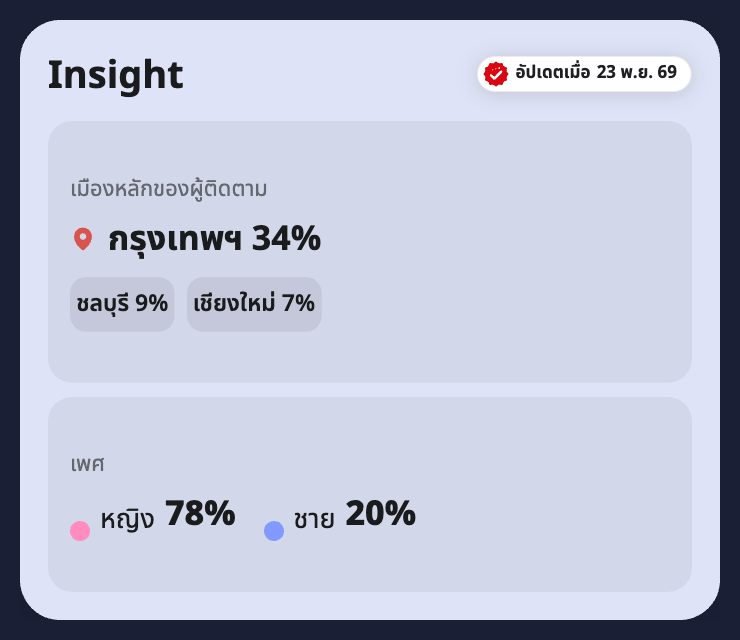 Insight
อัปเดตเมื่อ 23 พ.ย. 69
เมืองหลักของผู้ติดตาม
กรุงเทพฯ 34%
ชลบุรี 9% เชียงใหม่ 7%
เพศ
หญิง 78% ชาย 20%